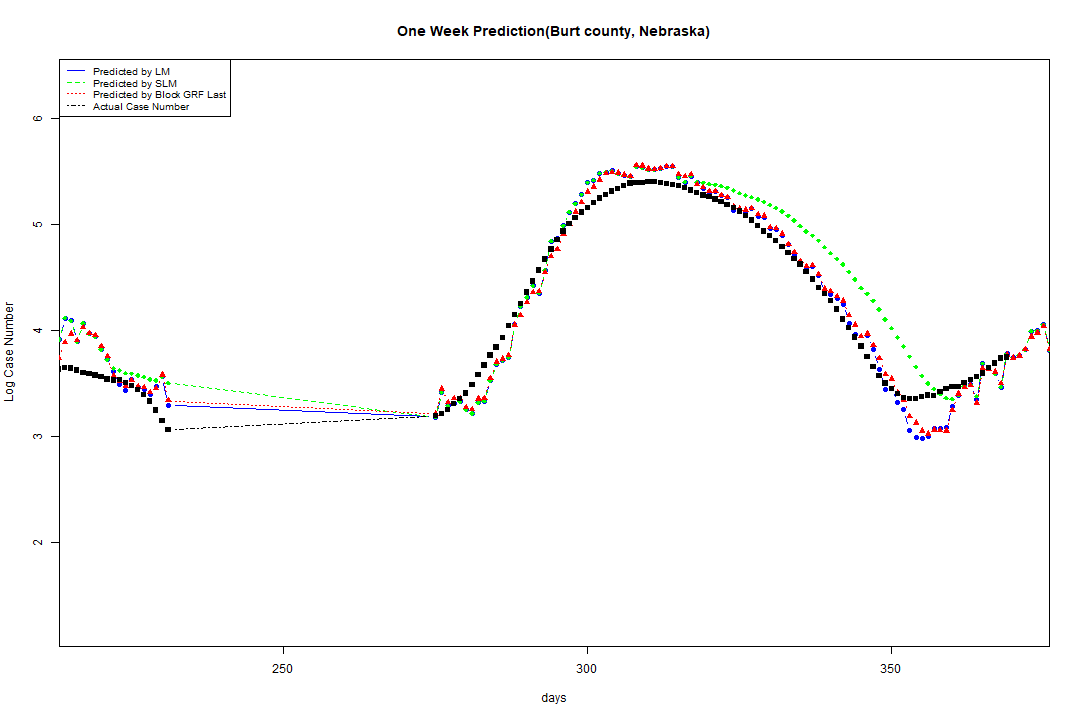 One Week Prediction(Burt county, Nebraska)
Predicted by LM
Predicted by SLM
Predicted by Block GRF Last
Actual Case Number
Log Case Number
6
5
4
3
2
250
300
350
days